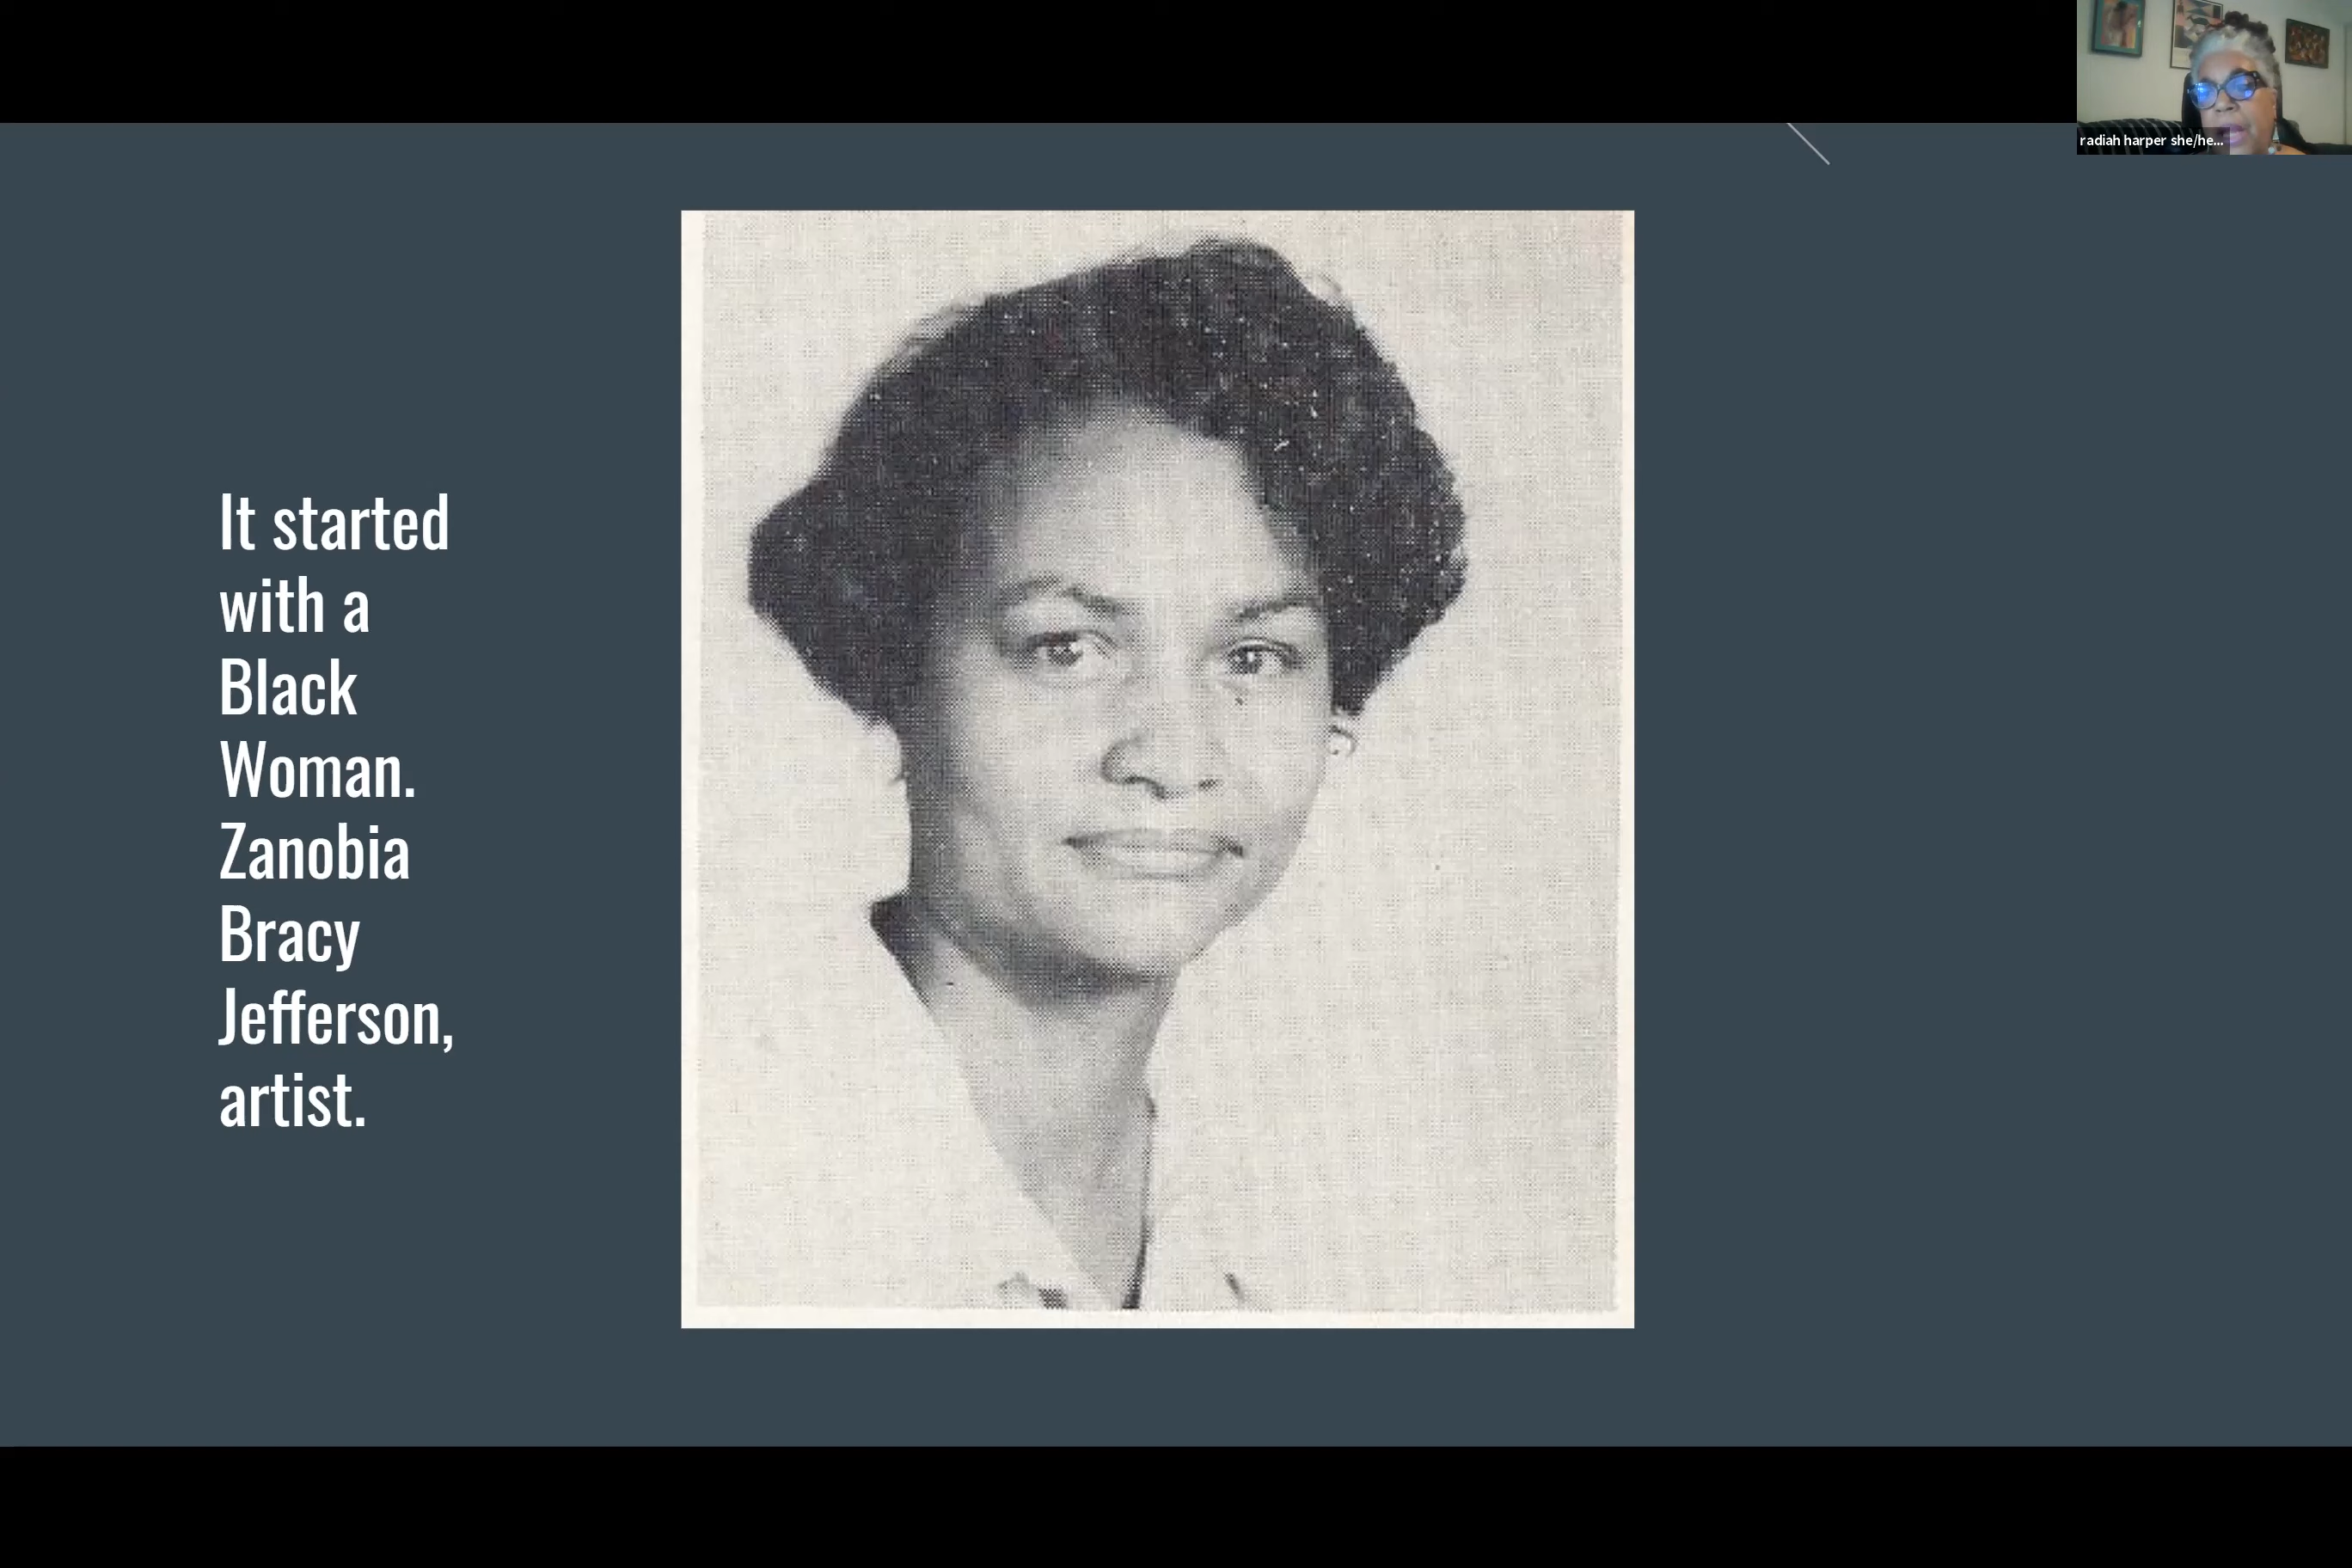 It started
with a
Black
Woman.
Zanobia
Bracy
Jefferson,
artist.
radiah harper she/he...